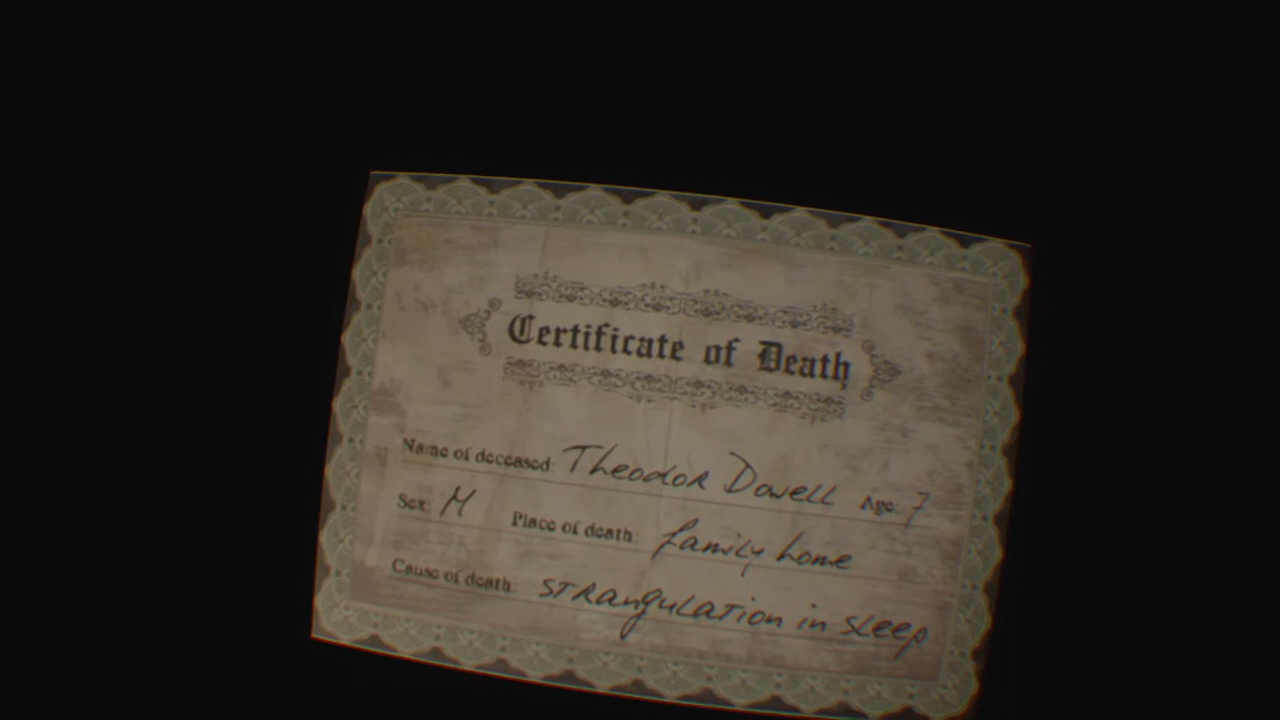 Certificate of Death
Name of deceased: Theodor Dowell Age: 7
Sex: M Place of death: family home
Cause of death: strangulation in sleep